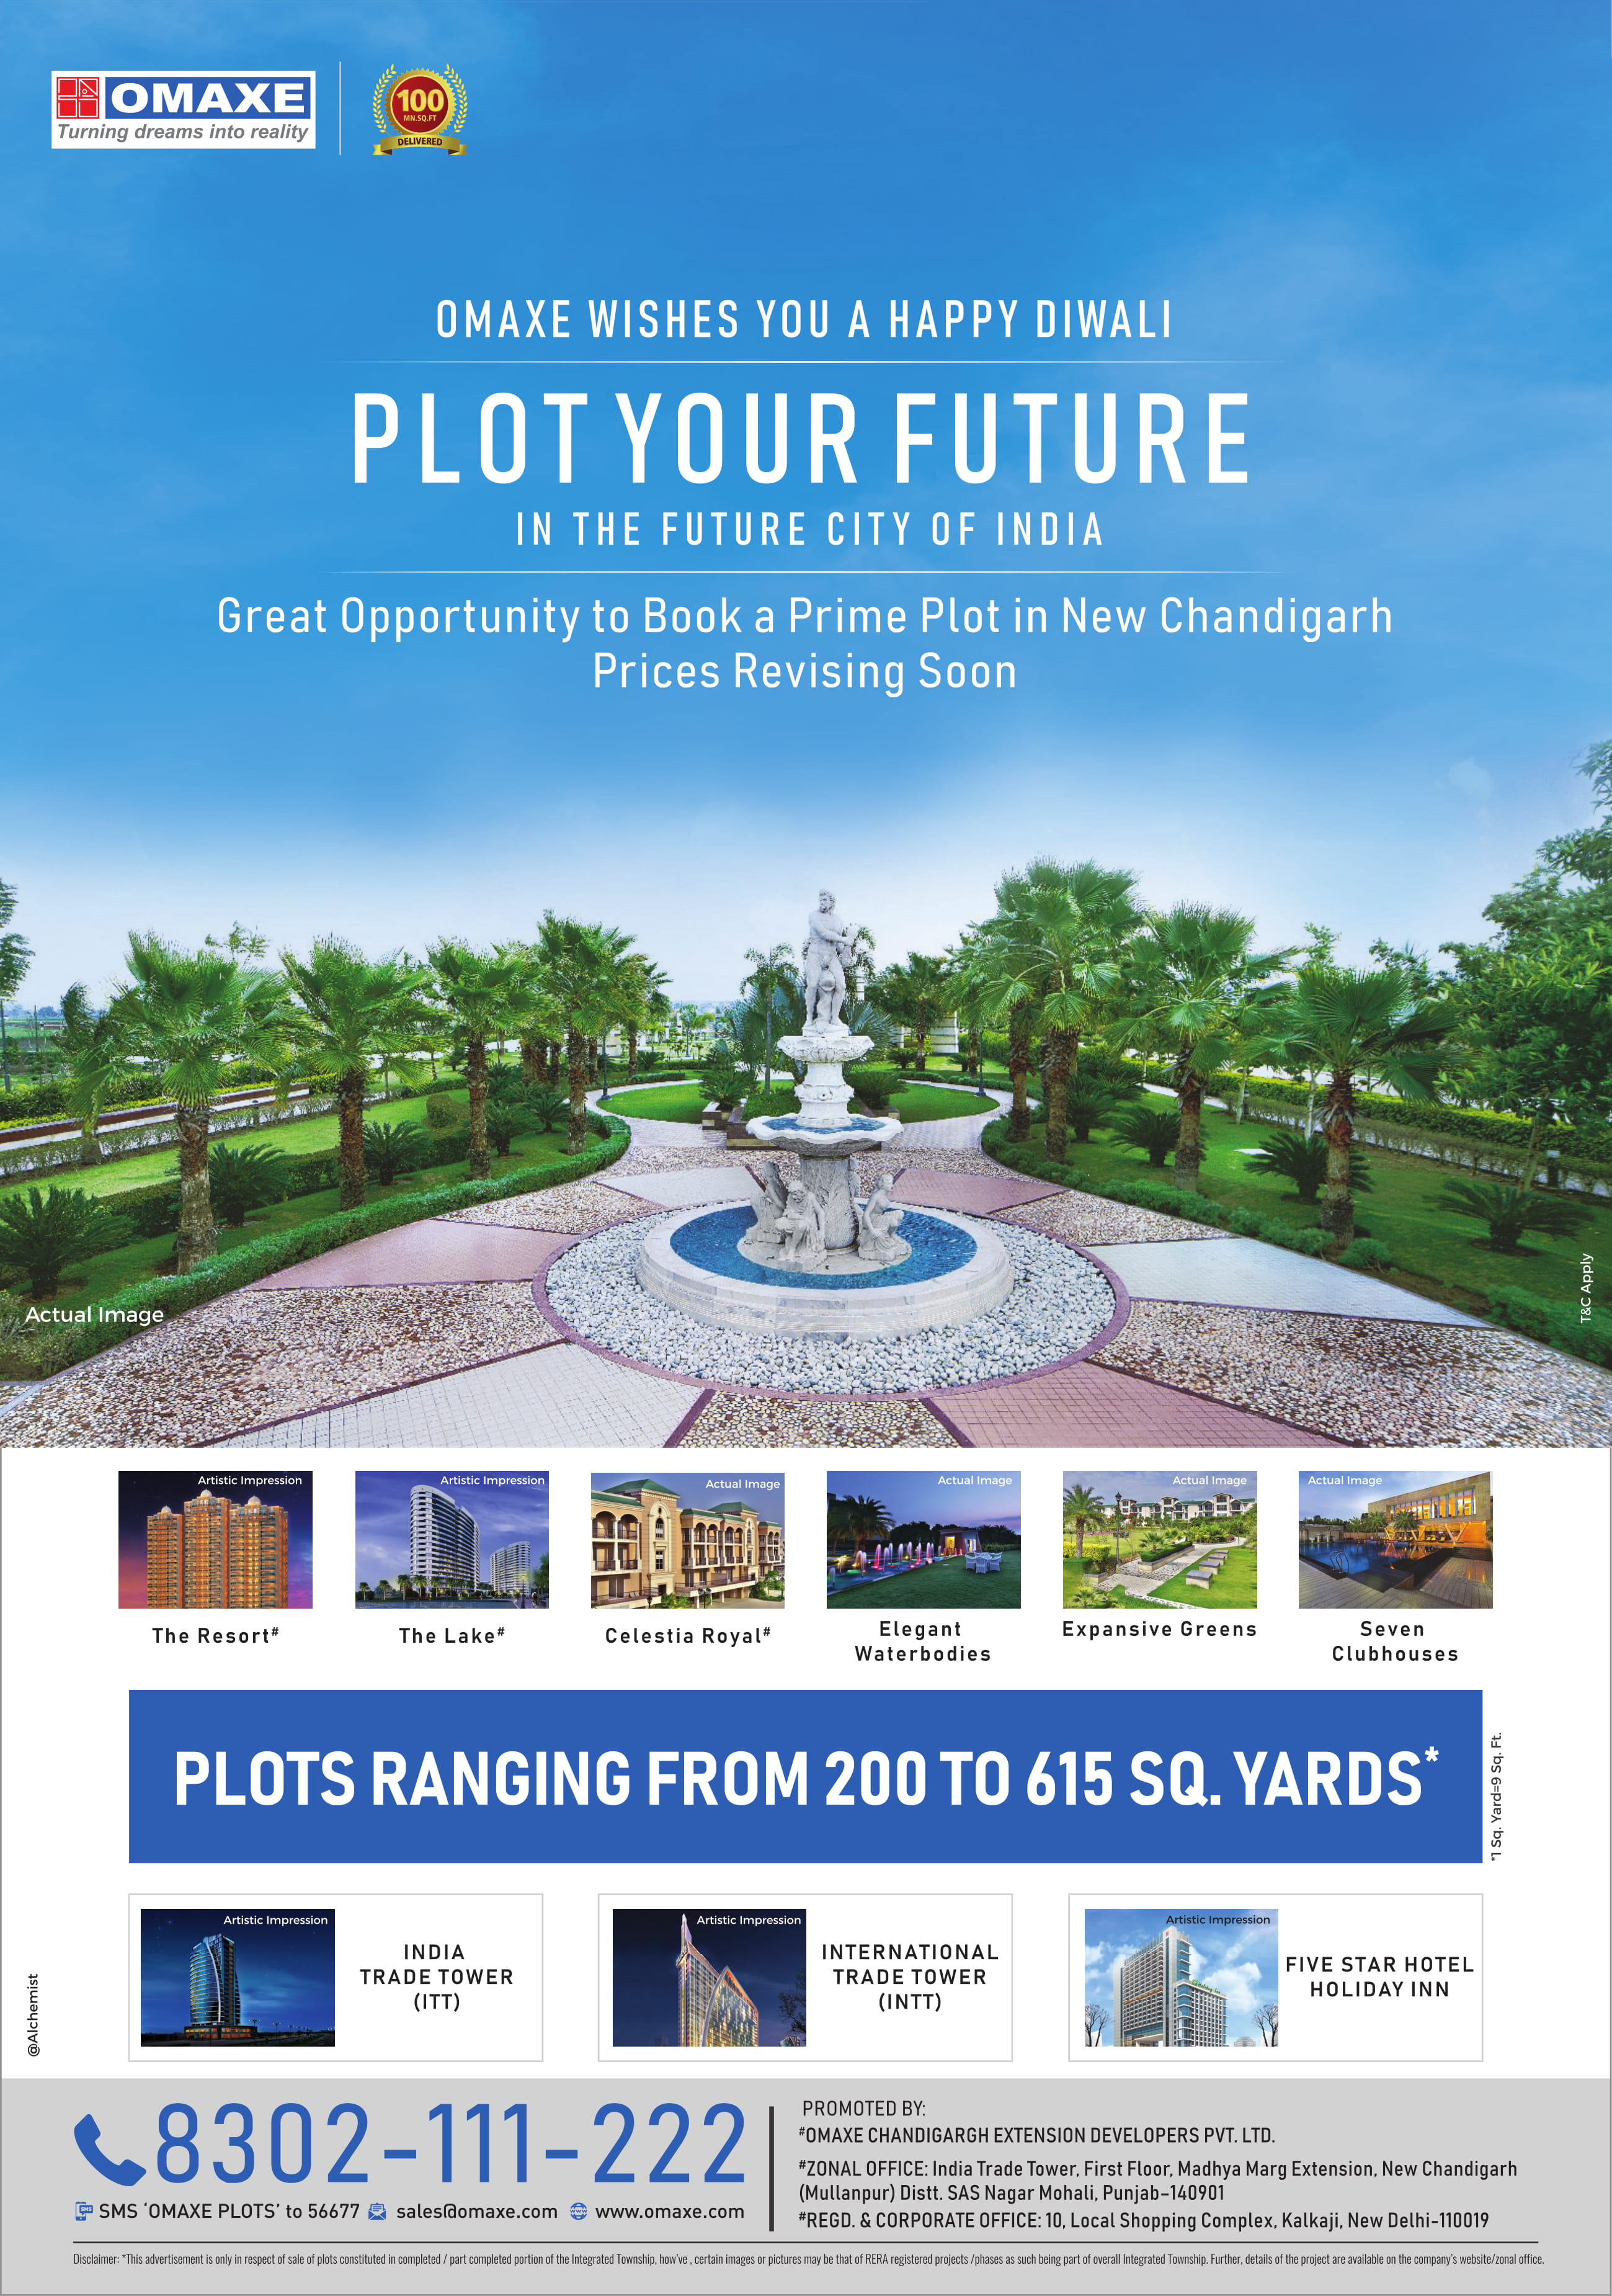 OMAXE
Turning dreams into reality
100
MN.SQ.FT
DELIVERED
OMAXE WISHES YOU A HAPPY DIWALI
PLOT YOUR FUTURE
IN THE FUTURE CITY OF INDIA
Great Opportunity to Book a Prime Plot in New Chandigarh
Prices Revising Soon
Actual Image
T&C Apply
Artistic Impression
The Resort#
Artistic Impression
The Lake#
Actual Image
Celestia Royal#
Actual Image
Elegant
Waterbodies
Actual Image
Expansive Greens
Actual Image
Seven
Clubhouses
PLOTS RANGING FROM 200 TO 615 SQ. YARDS*
*1 Sq. Yard=9 Sq. Ft.
Artistic Impression
INDIA
TRADE TOWER
(ITT)
Artistic Impression
INTERNATIONAL
TRADE TOWER
(INTT)
Artistic Impression
FIVE STAR HOTEL
HOLIDAY INN
@Alchemist
8302-111-222
SMS 'OMAXE PLOTS' to 56677 sales@omaxe.com www.omaxe.com
PROMOTED BY:
#OMAXE CHANDIGARGH EXTENSION DEVELOPERS PVT. LTD.
#ZONAL OFFICE: India Trade Tower, First Floor, Madhya Marg Extension, New Chandigarh
(Mullanpur) Distt. SAS Nagar Mohali, Punjab-140901
#REGD. & CORPORATE OFFICE: 10, Local Shopping Complex, Kalkaji, New Delhi-110019
Disclaimer: *This advertisement is only in respect of sale of plots constituted in completed / part completed portion of the Integrated Township, how've , certain images or pictures may be that of RERA registered projects /phases as such being part of overall Integrated Township. Further, details of the project are available on the company's website/zonal office.